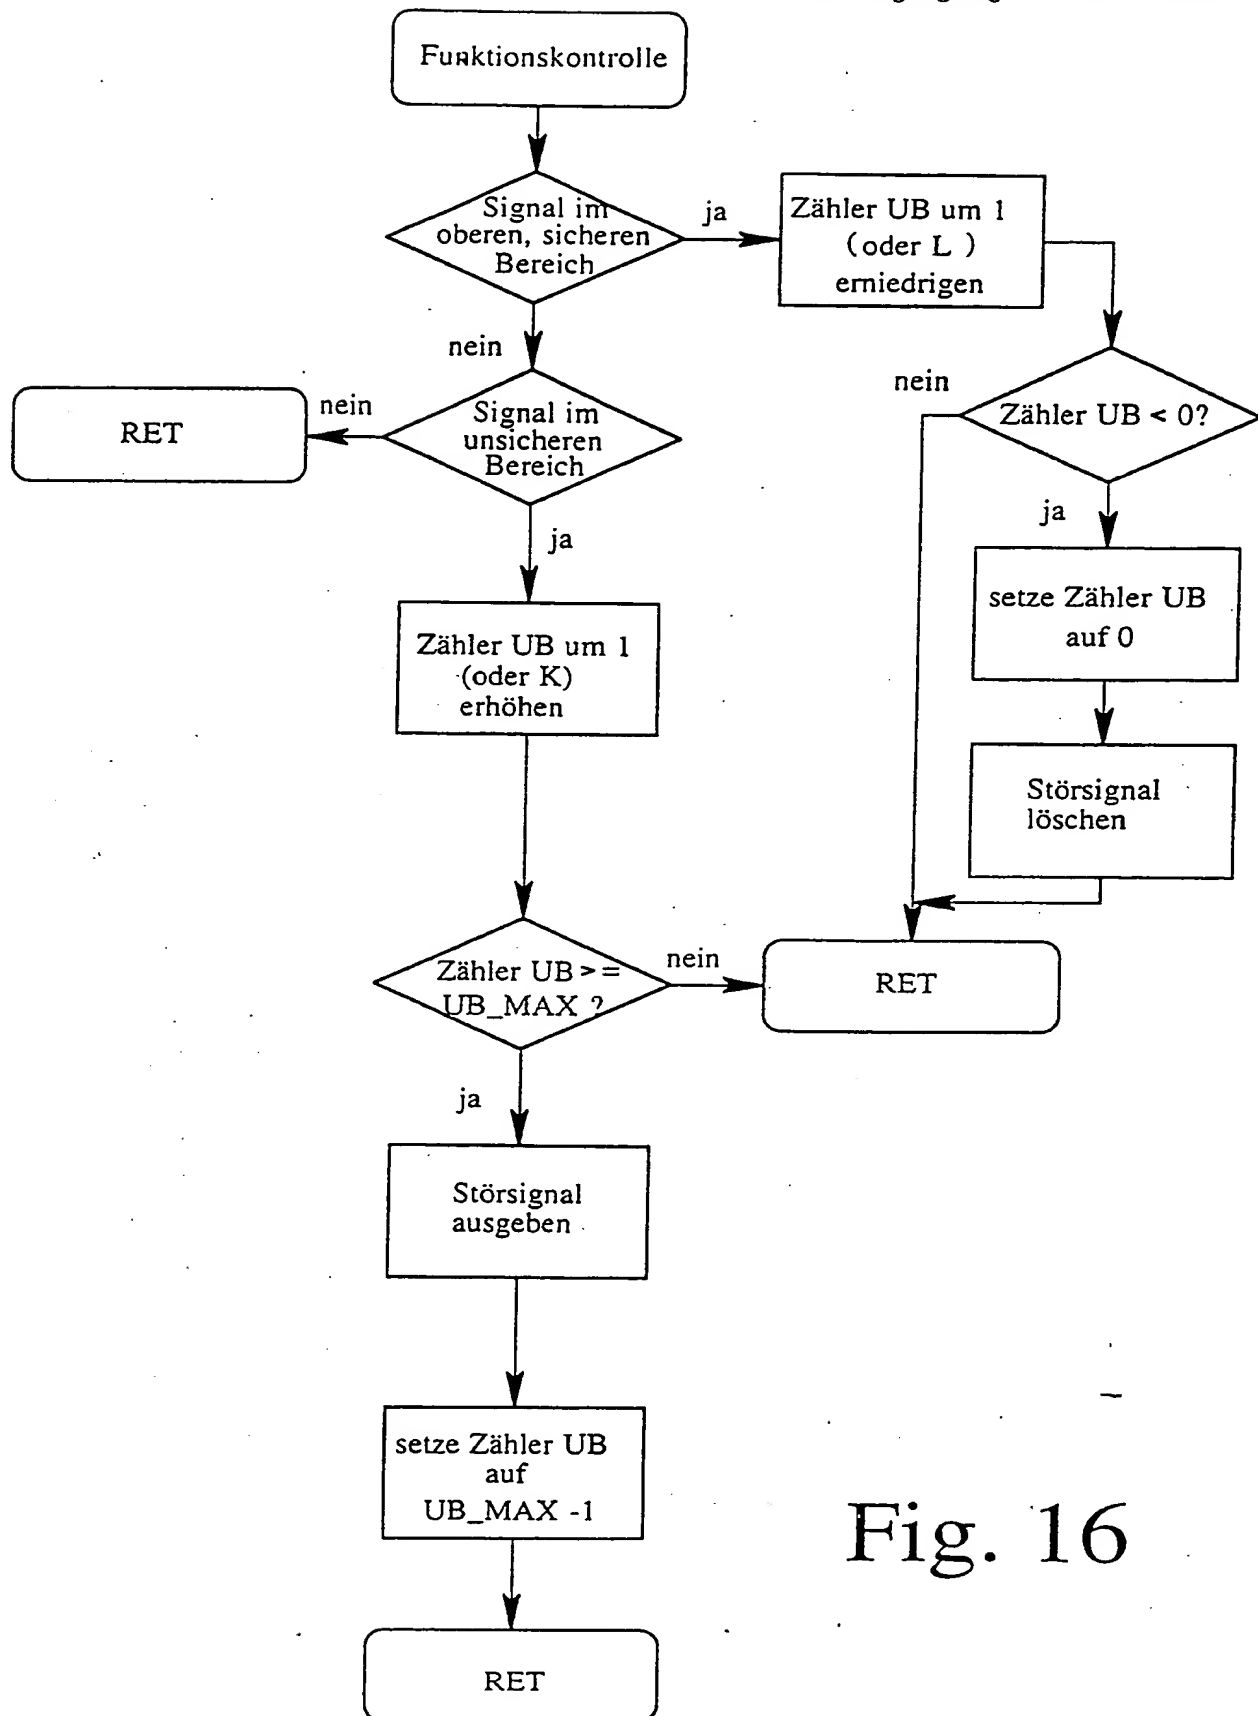 Funktionskontrolle
Signal im
oberen, sicheren
Bereich
ja
Zähler UB um 1
(oder L )
erniedrigen
nein
nein
Zähler UB < 0?
RET
nein
Signal im
unsicheren
Bereich
ja
ja
setze Zähler UB
auf 0
Zähler UB um 1
(oder K)
erhöhen
Störsignal
löschen
Zähler UB >=
UB_MAX ?
nein
RET
ja
Störsignal
ausgeben
setze Zähler UB
auf
UB_MAX -1
Fig. 16
RET